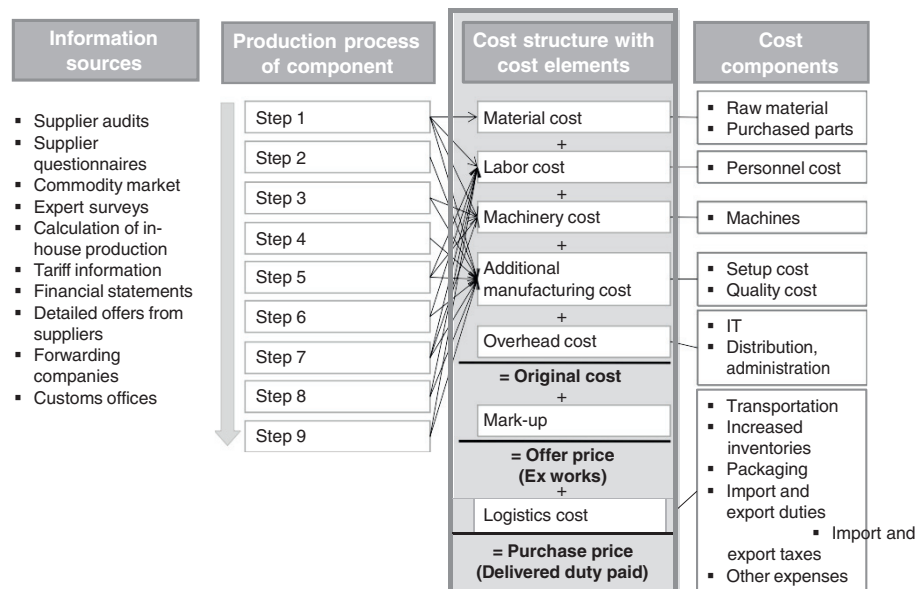 Information
sources
▪ Supplier audits
▪ Supplier
questionnaires
▪ Commodity market
▪ Expert surveys
▪ Calculation of in-
house production
▪ Tariff information
▪ Financial statements
▪ Detailed offers from
suppliers
▪ Forwarding
companies
▪ Customs offices
Production process
of component
Step 1
Step 2
Step 3
Step 4
Step 5
Step 6
Step 7
Step 8
Step 9
Cost structure with
cost elements
Material cost
+
Labor cost
+
Machinery cost
+
Additional
manufacturing cost
+
Overhead cost
= Original cost
+
Mark-up
= Offer price
(Ex works)
+
Logistics cost
= Purchase price
(Delivered duty paid)
Cost
components
▪ Raw material
▪ Purchased parts
▪ Personnel cost
▪ Machines
▪ Setup cost
▪ Quality cost
▪ IT
▪ Distribution,
administration
▪ Transportation
▪ Increased
inventories
▪ Packaging
▪ Import and
export duties
▪ Import and
export taxes
▪ Other expenses